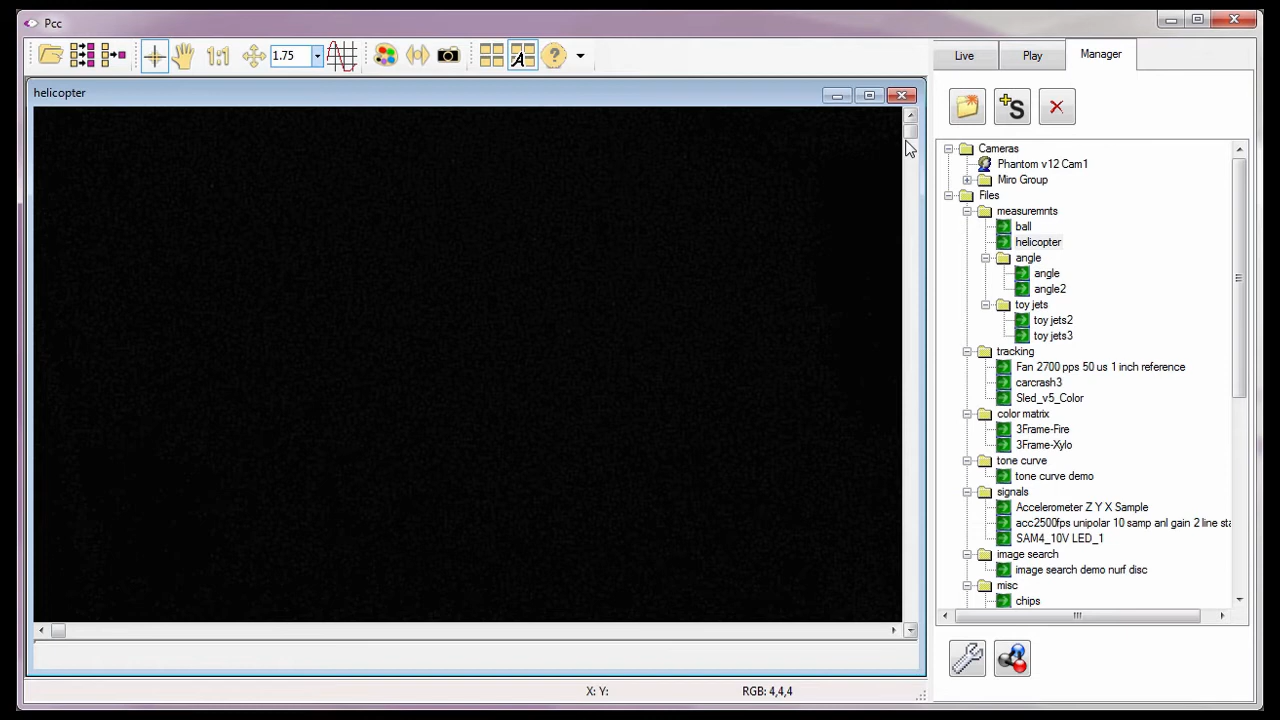 Pcc
1:1
1.75
A
?
Live
Play
Manager
helicopter
S
Cameras
Phantom v12 Cam1
Miro Group
Files
measuremnts
ball
helicopter
angle
angle
angle2
toy jets
toy jets2
toy jets3
tracking
Fan 2700 pps 50 us 1 inch reference
carcrash3
Sled_v5_Color
color matrix
3Frame-Fire
3Frame-Xylo
tone curve
tone curve demo
signals
Accelerometer Z Y X Sample
acc2500fps unipolar 10 samp anl gain 2 line sta
SAM4_10V LED_1
image search
image search demo nurf disc
misc
chips
X: Y:
RGB: 4,4,4